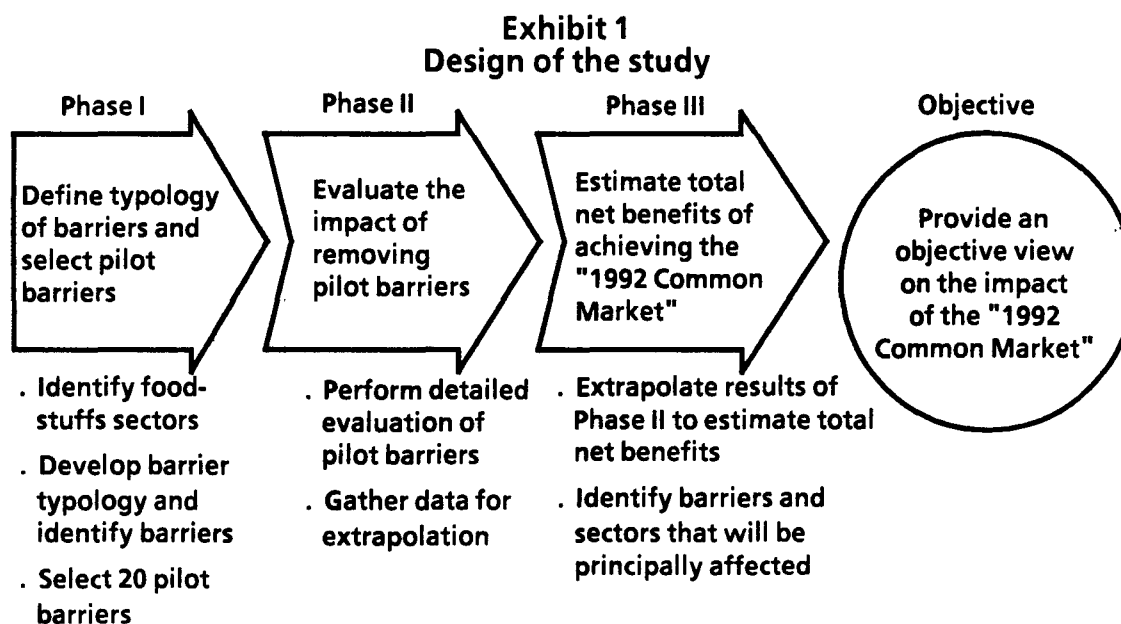 Exhibit 1
Design of the study
Phase I
Define typology
of barriers and
select pilot
barriers
. Identify food-
stuffs sectors
. Develop barrier
typology and
identify barriers
. Select 20 pilot
barriers
Phase II
Evaluate the
impact of
removing
pilot barriers
. Perform detailed
evaluation of
pilot barriers
. Gather data for
extrapolation
Phase III
Estimate total
net benefits of
achieving the
"1992 Common
Market"
. Extrapolate results of
Phase II to estimate total
net benefits
. Identify barriers and
sectors that will be
principally affected
Objective
Provide an
objective view
on the impact
of the "1992
Common Market"